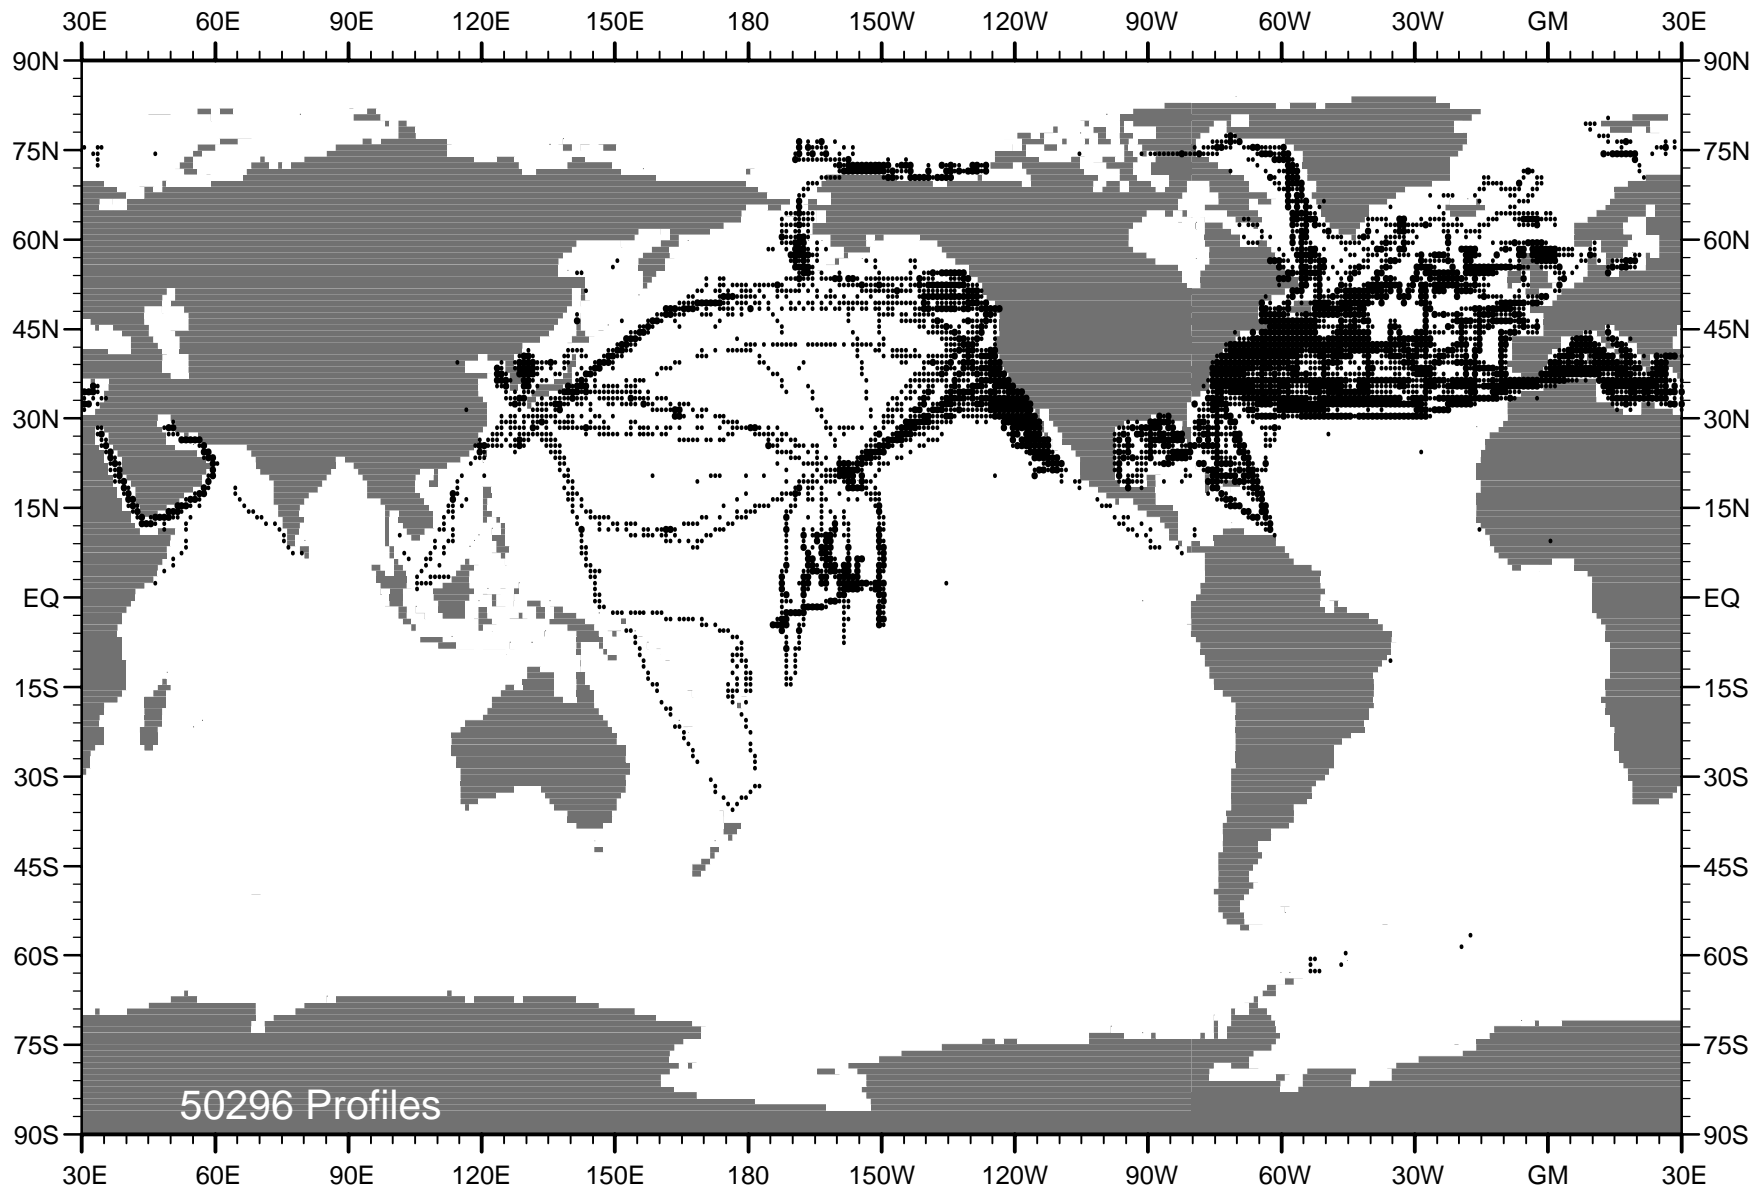 30E 60E 90E 120E 150E 180 150W 120W 90W 60W 30W GM 30E
90N 90N
75N 75N
60N 60N
45N 45N
30N 30N
15N 15N
EQ EQ
15S 15S
30S 30S
45S 45S
60S 60S
75S 75S
50296 Profiles
90S 90S
30E 60E 90E 120E 150E 180 150W 120W 90W 60W 30W GM 30E